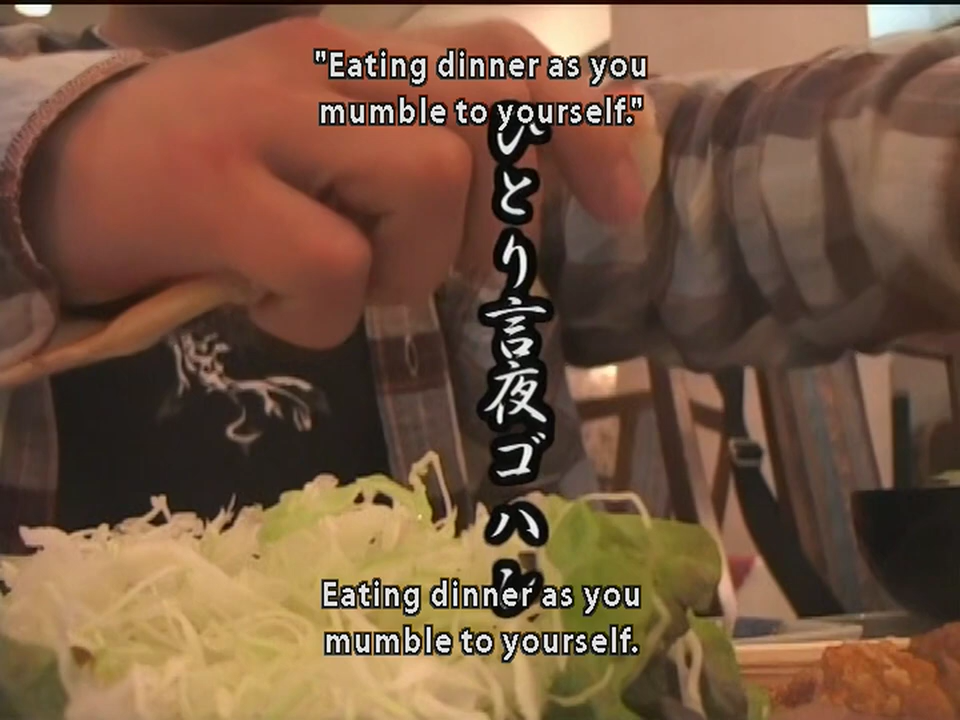 "Eating dinner as you
mumble to yourself."
ひとり言夜ゴハン
Eating dinner as you
mumble to yourself.